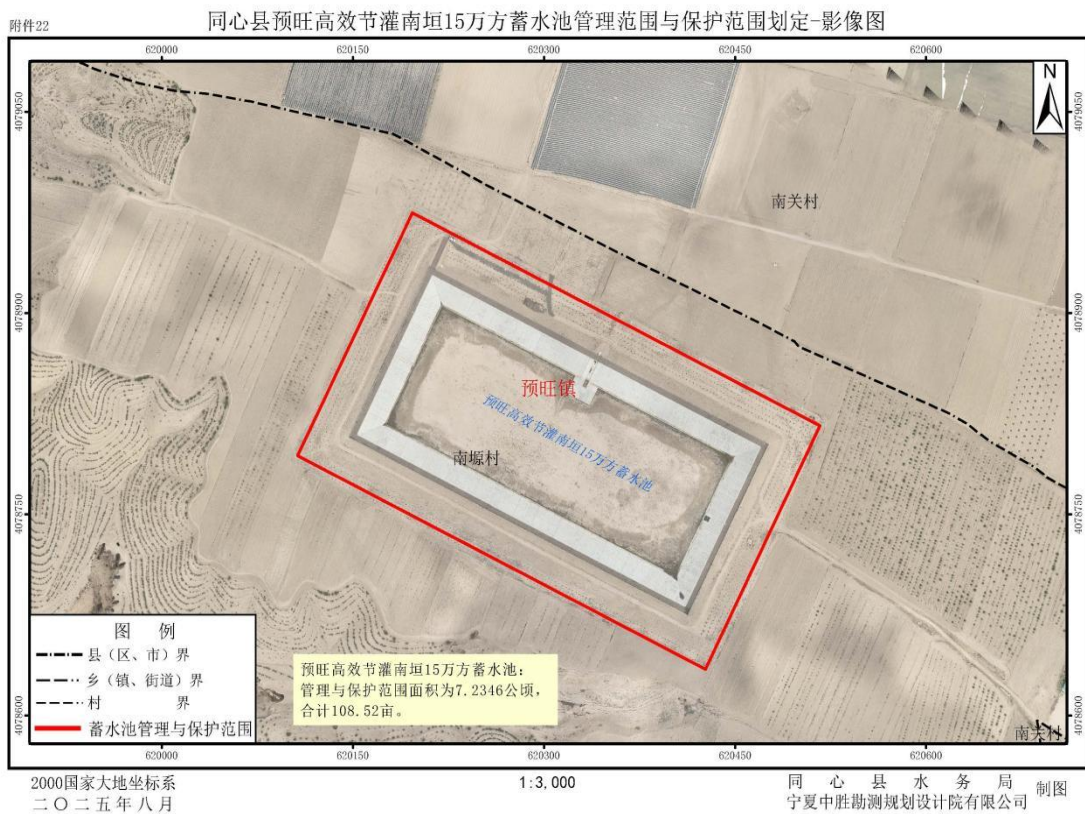 附件22
同心县预旺高效节灌南垣15万方蓄水池管理范围与保护范围划定-影像图
620000 620150 620300 620450 620600
4079050 4079050
N
南关村
4078900 4078900
预旺镇
预旺高效节灌南垣15万方蓄水池
南塬村
4078750 4078750
图 例
县（区、市）界
乡（镇、街道）界
村 界
蓄水池管理与保护范围
预旺高效节灌南垣15万方蓄水池：
管理与保护范围面积为7.2346公顷，
合计108.52亩。
4078600 4078600
南关村
620000 620150 620300 620450 620600
2000国家大地坐标系
二〇二五年八月
1:3,000
同心县水务局
宁夏中胜勘测规划设计院有限公司
制图